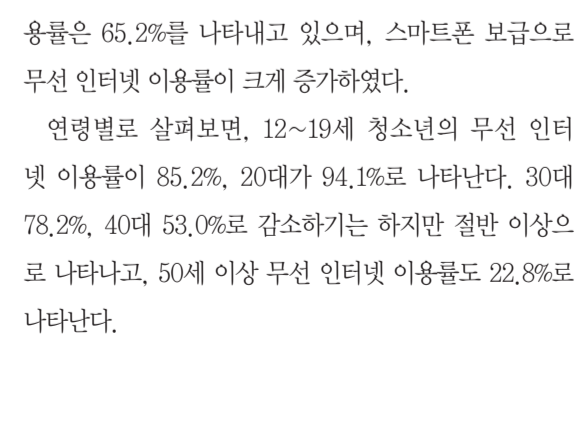 용률은 65.2%를 나타내고 있으며, 스마트폰 보급으로
무선 인터넷 이용률이 크게 증가하였다.
연령별로 살펴보면, 12~19세 청소년의 무선 인터
넷 이용률이 85.2%, 20대가 94.1%로 나타난다. 30대
78.2%, 40대 53.0%로 감소하기는 하지만 절반 이상으
로 나타나고, 50세 이상 무선 인터넷 이용률도 22.8%로
나타난다.